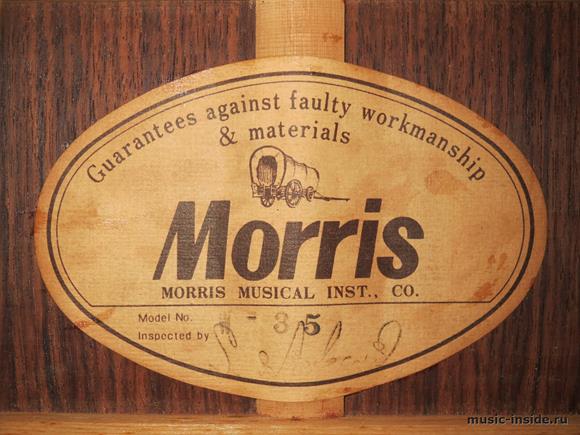 Guarantees against faulty workmanship
& materials
Morris
MORRIS MUSICAL INST., CO.
Model No. - 35
Inspected by
music-inside.ru